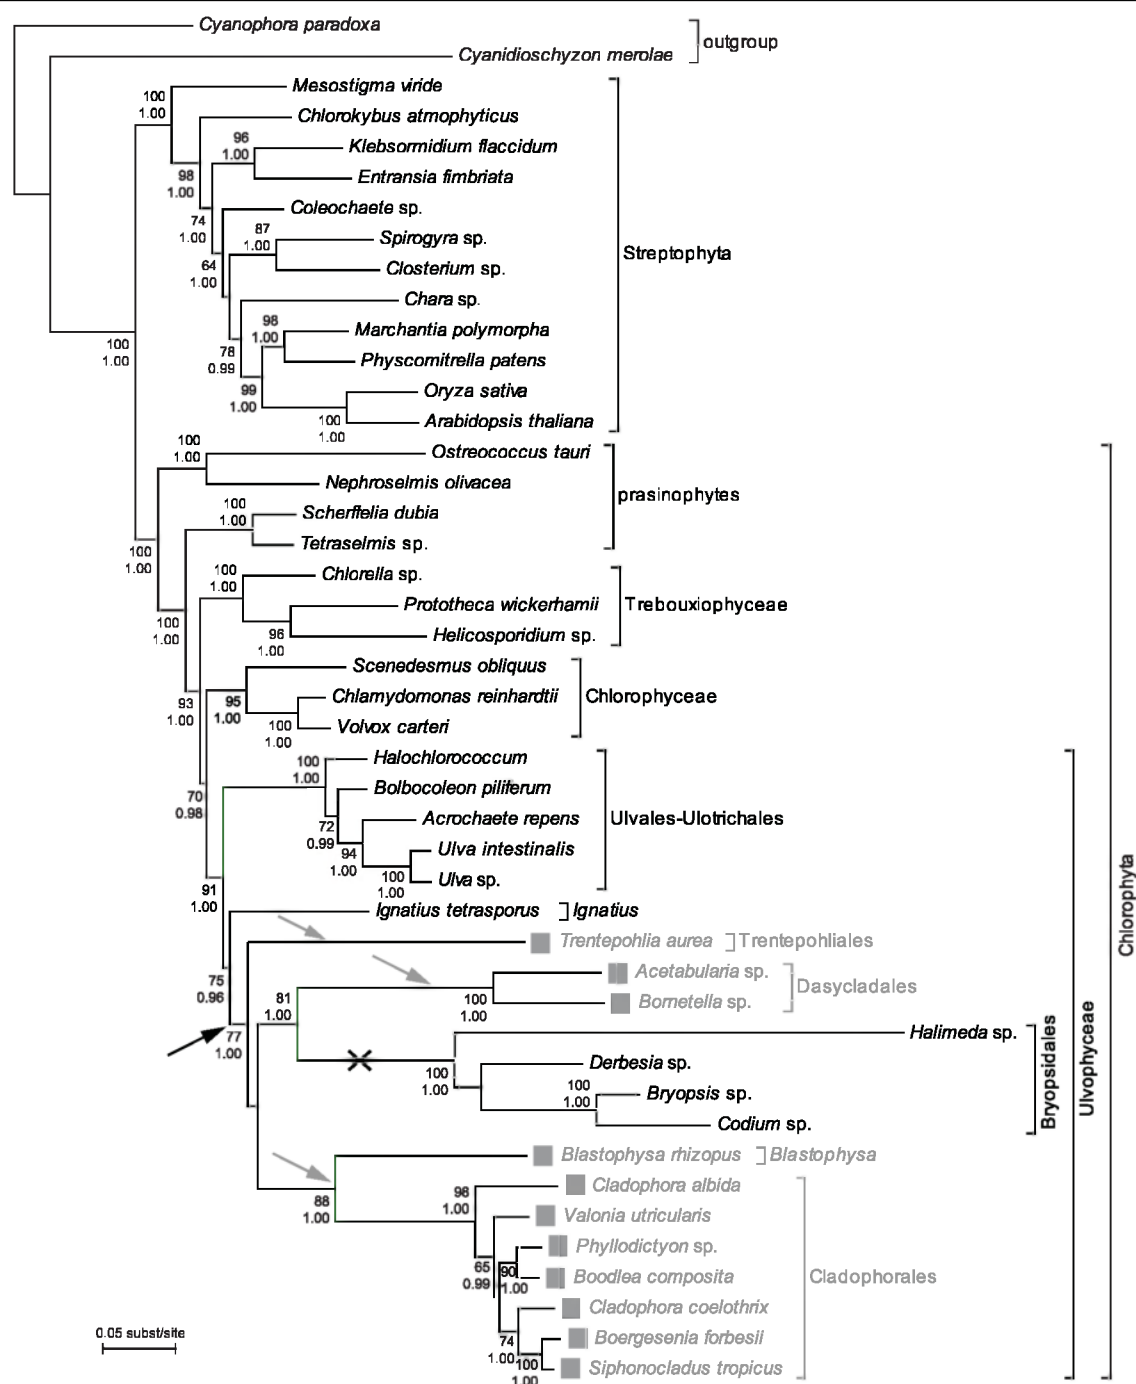 Cyanophora paradoxa
Cyanidioschyzon merolae
outgroup
Mesostigma viride
100
1.00
Chlorokybus atmophyticus
96
1.00
Klebsormidium flaccidum
98
1.00
Entransia fimbriata
Coleochaete sp.
74
1.00
87
1.00
Spirogyra sp.
Streptophyta
64
1.00
Closterium sp.
Chara sp.
98
1.00
Marchantia polymorpha
100
1.00
78
0.99
Physcomitrella patens
99
1.00
Oryza sativa
100
1.00
Arabidopsis thaliana
100
1.00
Ostreococcus tauri
Nephroselmis olivacea
prasinophytes
100
1.00
Scherffelia dubia
Tetraselmis sp.
100
1.00
100
1.00
Chlorella sp.
Prototheca wickerhamii
Trebouxiophyceae
100
1.00
96
1.00
Helicosporidium sp.
Scenedesmus obliquus
93
1.00
95
1.00
Chlamydomonas reinhardtii
Chlorophyceae
100
1.00
Volvox carteri
100
1.00
Halochlorococcum
Bolbocoleon piliferum
70
0.98
72
0.99
Acrochaete repens
Ulvales-Ulotrichales
94
1.00
Ulva intestinalis
100
1.00
Ulva sp.
91
1.00
Ignatius tetrasporus
Ignatius
Chlorophyta
Trentepohlia aurea
Trentepohliales
75
0.96
Acetabularia sp.
Dasycladales
81
1.00
100
1.00
Bornetella sp.
77
1.00
Halimeda sp.
Derbesia sp.
100
1.00
100
1.00
Bryopsis sp.
Codium sp.
Bryopsidales
Ulvophyceae
Blastophysa rhizopus
Blastophysa
88
1.00
98
1.00
Cladophora albida
Valonia utricularis
65
0.99
90
1.00
Phyllodictyon sp.
Boodlea composita
Cladophorales
Cladophora coelothrix
74
1.00
Boergesenia forbesii
100
1.00
Siphonocladus tropicus
0.05 subst/site